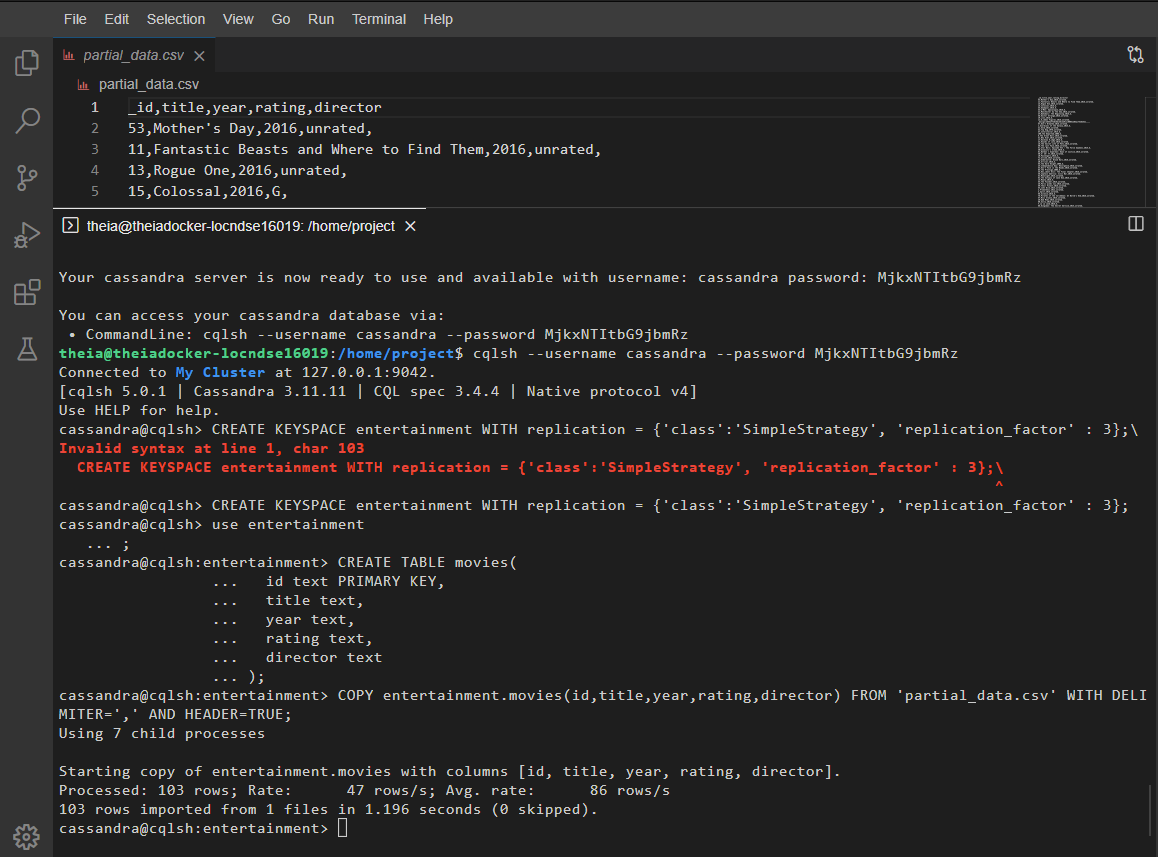 File Edit Selection View Go Run Terminal Help
partial_data.csv
partial_data.csv
1 _id,title,year,rating,director
2 53,Mother's Day,2016,unrated,
3 11,Fantastic Beasts and Where to Find Them,2016,unrated,
4 13,Rogue One,2016,unrated,
5 15,Colossal,2016,G,
theia@theiadocker-locndse16019: /home/project
Your cassandra server is now ready to use and available with username: cassandra password: MjkxNTItbG9jbmRz
You can access your cassandra database via:
• CommandLine: cqlsh --username cassandra --password MjkxNTItbG9jbmRz
theia@theiadocker-locndse16019:/home/project$ cqlsh --username cassandra --password MjkxNTItbG9jbmRz
Connected to My Cluster at 127.0.0.1:9042.
[cqlsh 5.0.1 | Cassandra 3.11.11 | CQL spec 3.4.4 | Native protocol v4]
Use HELP for help.
cassandra@cqlsh> CREATE KEYSPACE entertainment WITH replication = {'class':'SimpleStrategy', 'replication_factor' : 3};\
Invalid syntax at line 1, char 103
CREATE KEYSPACE entertainment WITH replication = {'class':'SimpleStrategy', 'replication_factor' : 3};\
^
cassandra@cqlsh> CREATE KEYSPACE entertainment WITH replication = {'class':'SimpleStrategy', 'replication_factor' : 3};
cassandra@cqlsh> use entertainment
... ;
cassandra@cqlsh:entertainment> CREATE TABLE movies(
... id text PRIMARY KEY,
... title text,
... year text,
... rating text,
... director text
... );
cassandra@cqlsh:entertainment> COPY entertainment.movies(id,title,year,rating,director) FROM 'partial_data.csv' WITH DELI
MITER=',' AND HEADER=TRUE;
Using 7 child processes
Starting copy of entertainment.movies with columns [id, title, year, rating, director].
Processed: 103 rows; Rate: 47 rows/s; Avg. rate: 86 rows/s
103 rows imported from 1 files in 1.196 seconds (0 skipped).
cassandra@cqlsh:entertainment>